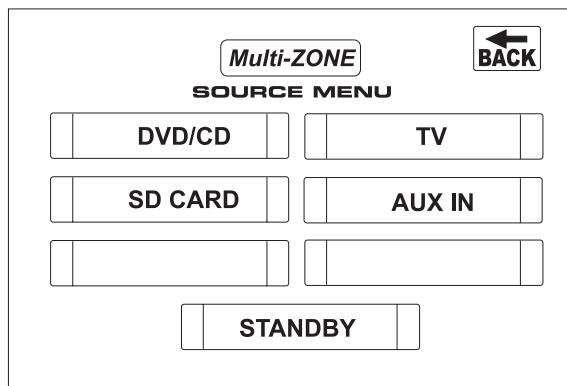 Multi-ZONE
BACK
SOURCE MENU
DVD/CD
TV
SD CARD
AUX IN
STANDBY